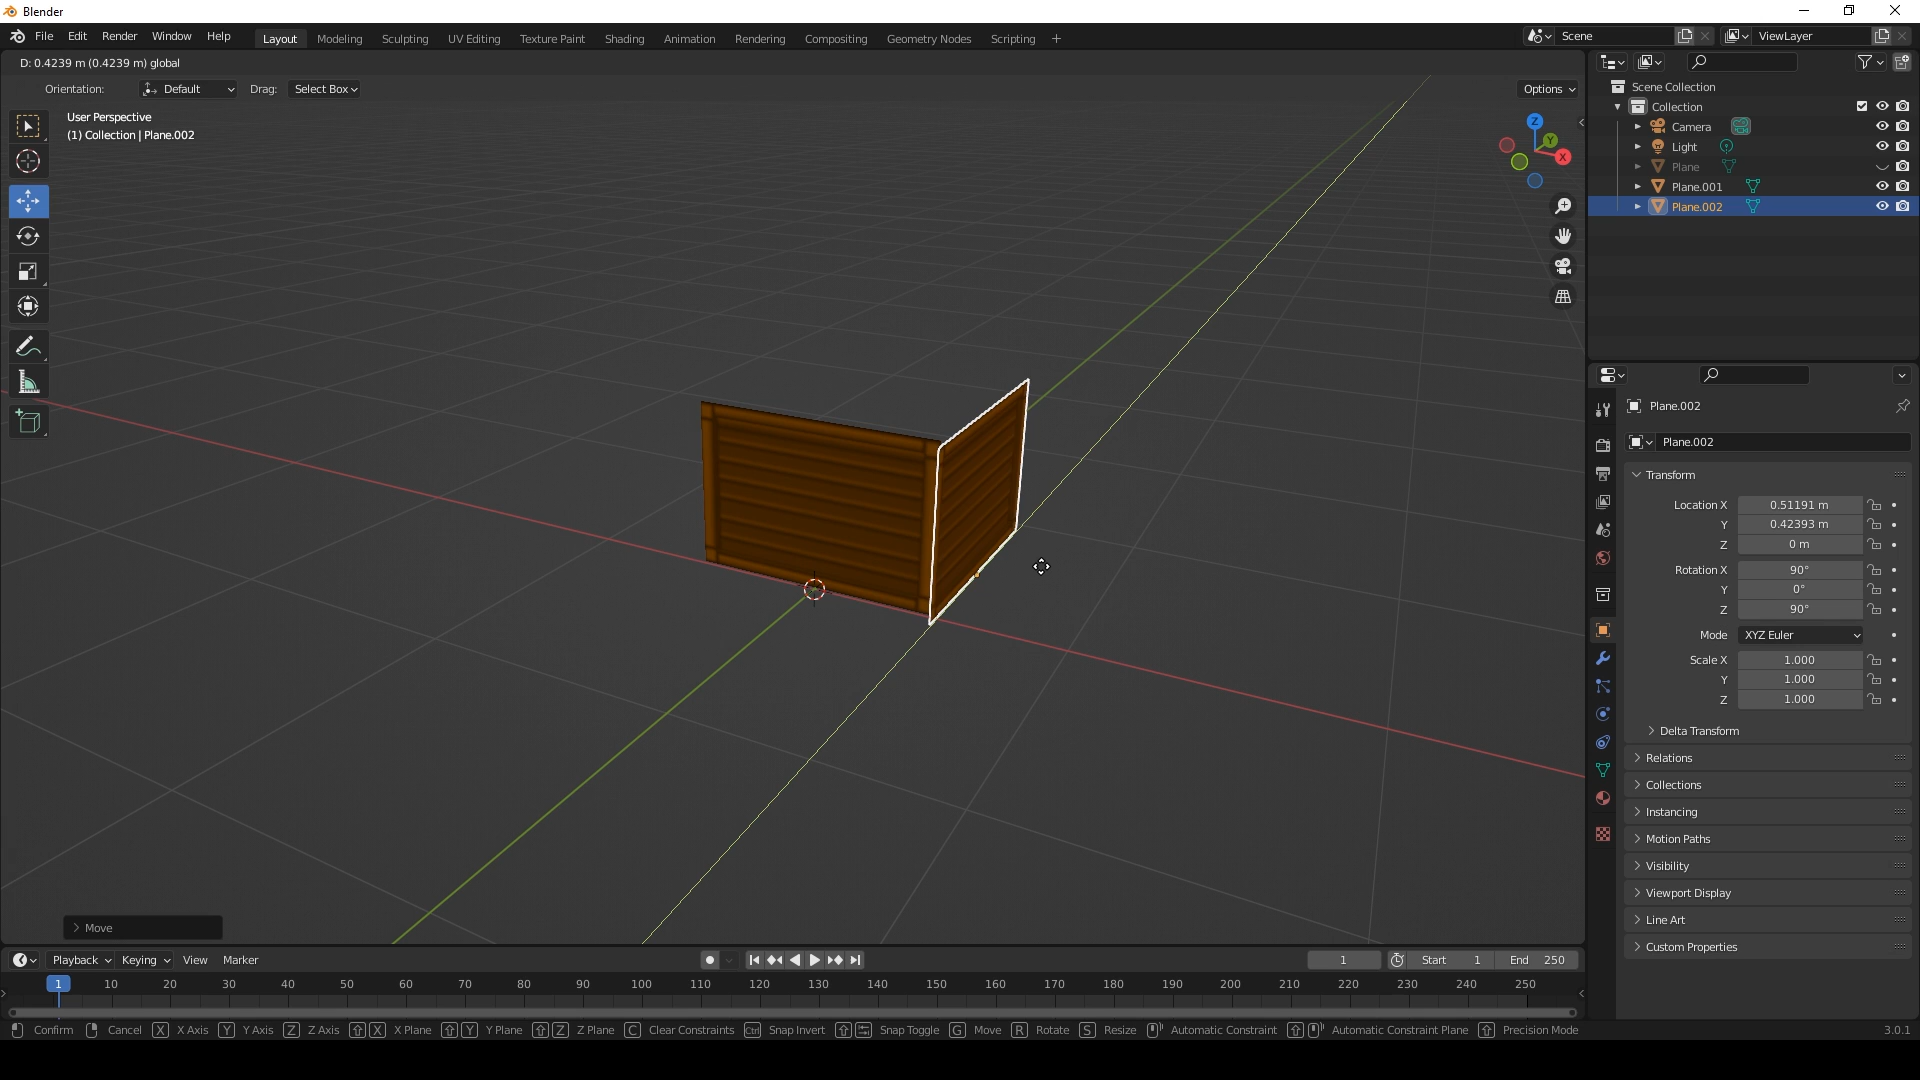 Blender
File Edit Render Window Help
Layout Modeling Sculpting UV Editing Texture Paint Shading Animation Rendering Compositing Geometry Nodes Scripting +
Scene
ViewLayer
D: 0.4239 m (0.4239 m) global
Orientation: Default Drag: Select Box
Options
User Perspective
(1) Collection | Plane.002
Z
Y
X
Scene Collection
Collection
Camera
Light
Plane
Plane.001
Plane.002
Plane.002
Plane.002
Transform
Location X 0.51191 m
Y 0.42393 m
Z 0 m
Rotation X 90°
Y 0°
Z 90°
Mode XYZ Euler
Scale X 1.000
Y 1.000
Z 1.000
Delta Transform
Relations
Collections
Instancing
Motion Paths
Visibility
Viewport Display
Line Art
Custom Properties
Move
Playback Keying View Marker
1 Start 1 End 250
1 10 20 30 40 50 60 70 80 90 100 110 120 130 140 150 160 170 180 190 200 210 220 230 240 250
Confirm Cancel X X Axis Y Y Axis Z Z Axis X X Plane Y Y Plane Z Z Plane C Clear Constraints Ctrl Snap Invert Snap Toggle G Move R Rotate S Resize Automatic Constraint Automatic Constraint Plane Precision Mode 3.0.1